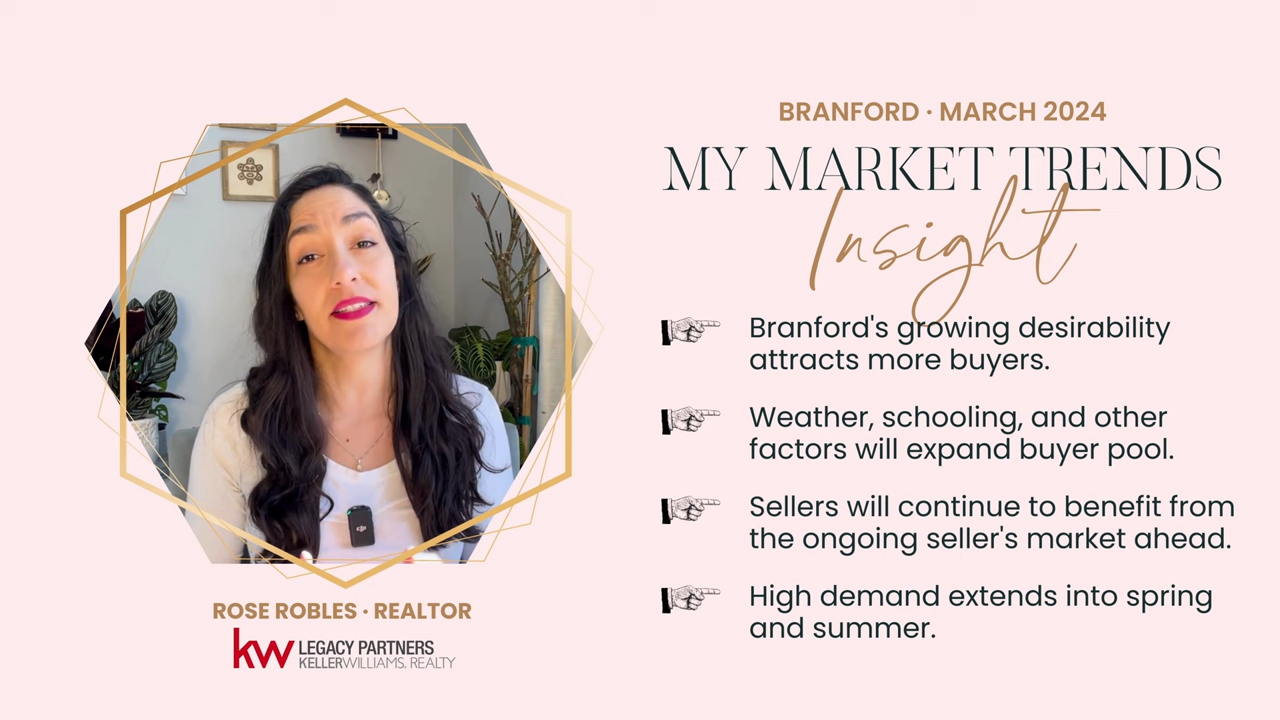 BRANFORD · MARCH 2024
MY MARKET TRENDS
Insight
Branford's growing desirability
attracts more buyers.
Weather, schooling, and other
factors will expand buyer pool.
Sellers will continue to benefit from
the ongoing seller's market ahead.
High demand extends into spring
and summer.
dji
ROSE ROBLES · REALTOR
kw LEGACY PARTNERS
KELLERWILLIAMS. REALTY